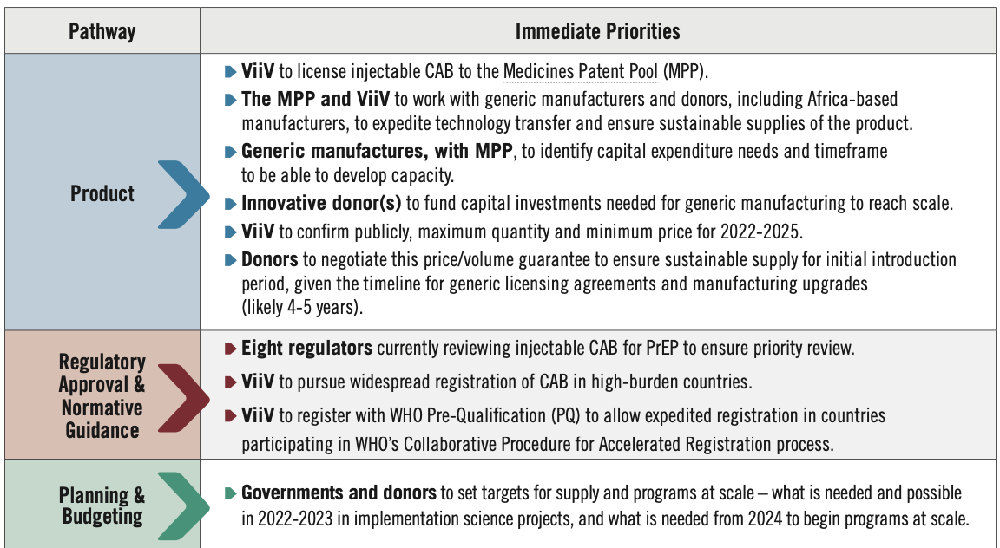 Pathway
Immediate Priorities
Product
ViiV to license injectable CAB to the Medicines Patent Pool (MPP).
The MPP and ViiV to work with generic manufacturers and donors, including Africa-based
manufacturers, to expedite technology transfer and ensure sustainable supplies of the product.
Generic manufactures, with MPP, to identify capital expenditure needs and timeframe
to be able to develop capacity.
Innovative donor(s) to fund capital investments needed for generic manufacturing to reach scale.
ViiV to confirm publicly, maximum quantity and minimum price for 2022-2025.
Donors to negotiate this price/volume guarantee to ensure sustainable supply for initial introduction
period, given the timeline for generic licensing agreements and manufacturing upgrades
(likely 4-5 years).
Regulatory
Approval &
Normative
Guidance
Eight regulators currently reviewing injectable CAB for PrEP to ensure priority review.
ViiV to pursue widespread registration of CAB in high-burden countries.
ViiV to register with WHO Pre-Qualification (PQ) to allow expedited registration in countries
participating in WHO's Collaborative Procedure for Accelerated Registration process.
Planning &
Budgeting
Governments and donors to set targets for supply and programs at scale – what is needed and possible
in 2022-2023 in implementation science projects, and what is needed from 2024 to begin programs at scale.